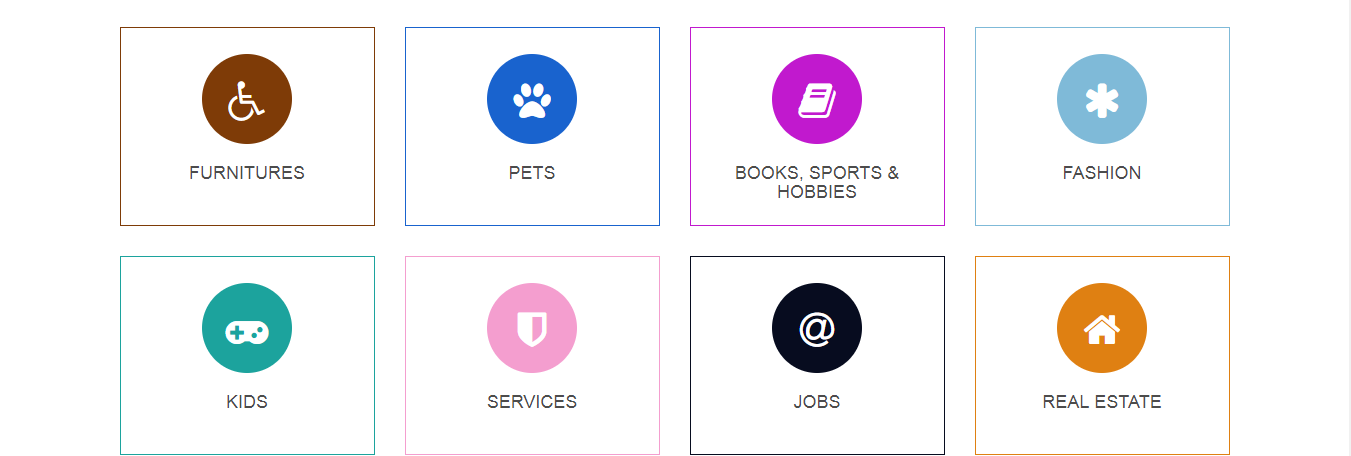 FURNITURES
PETS
BOOKS, SPORTS &
HOBBIES
FASHION
KIDS
SERVICES
@
JOBS
REAL ESTATE